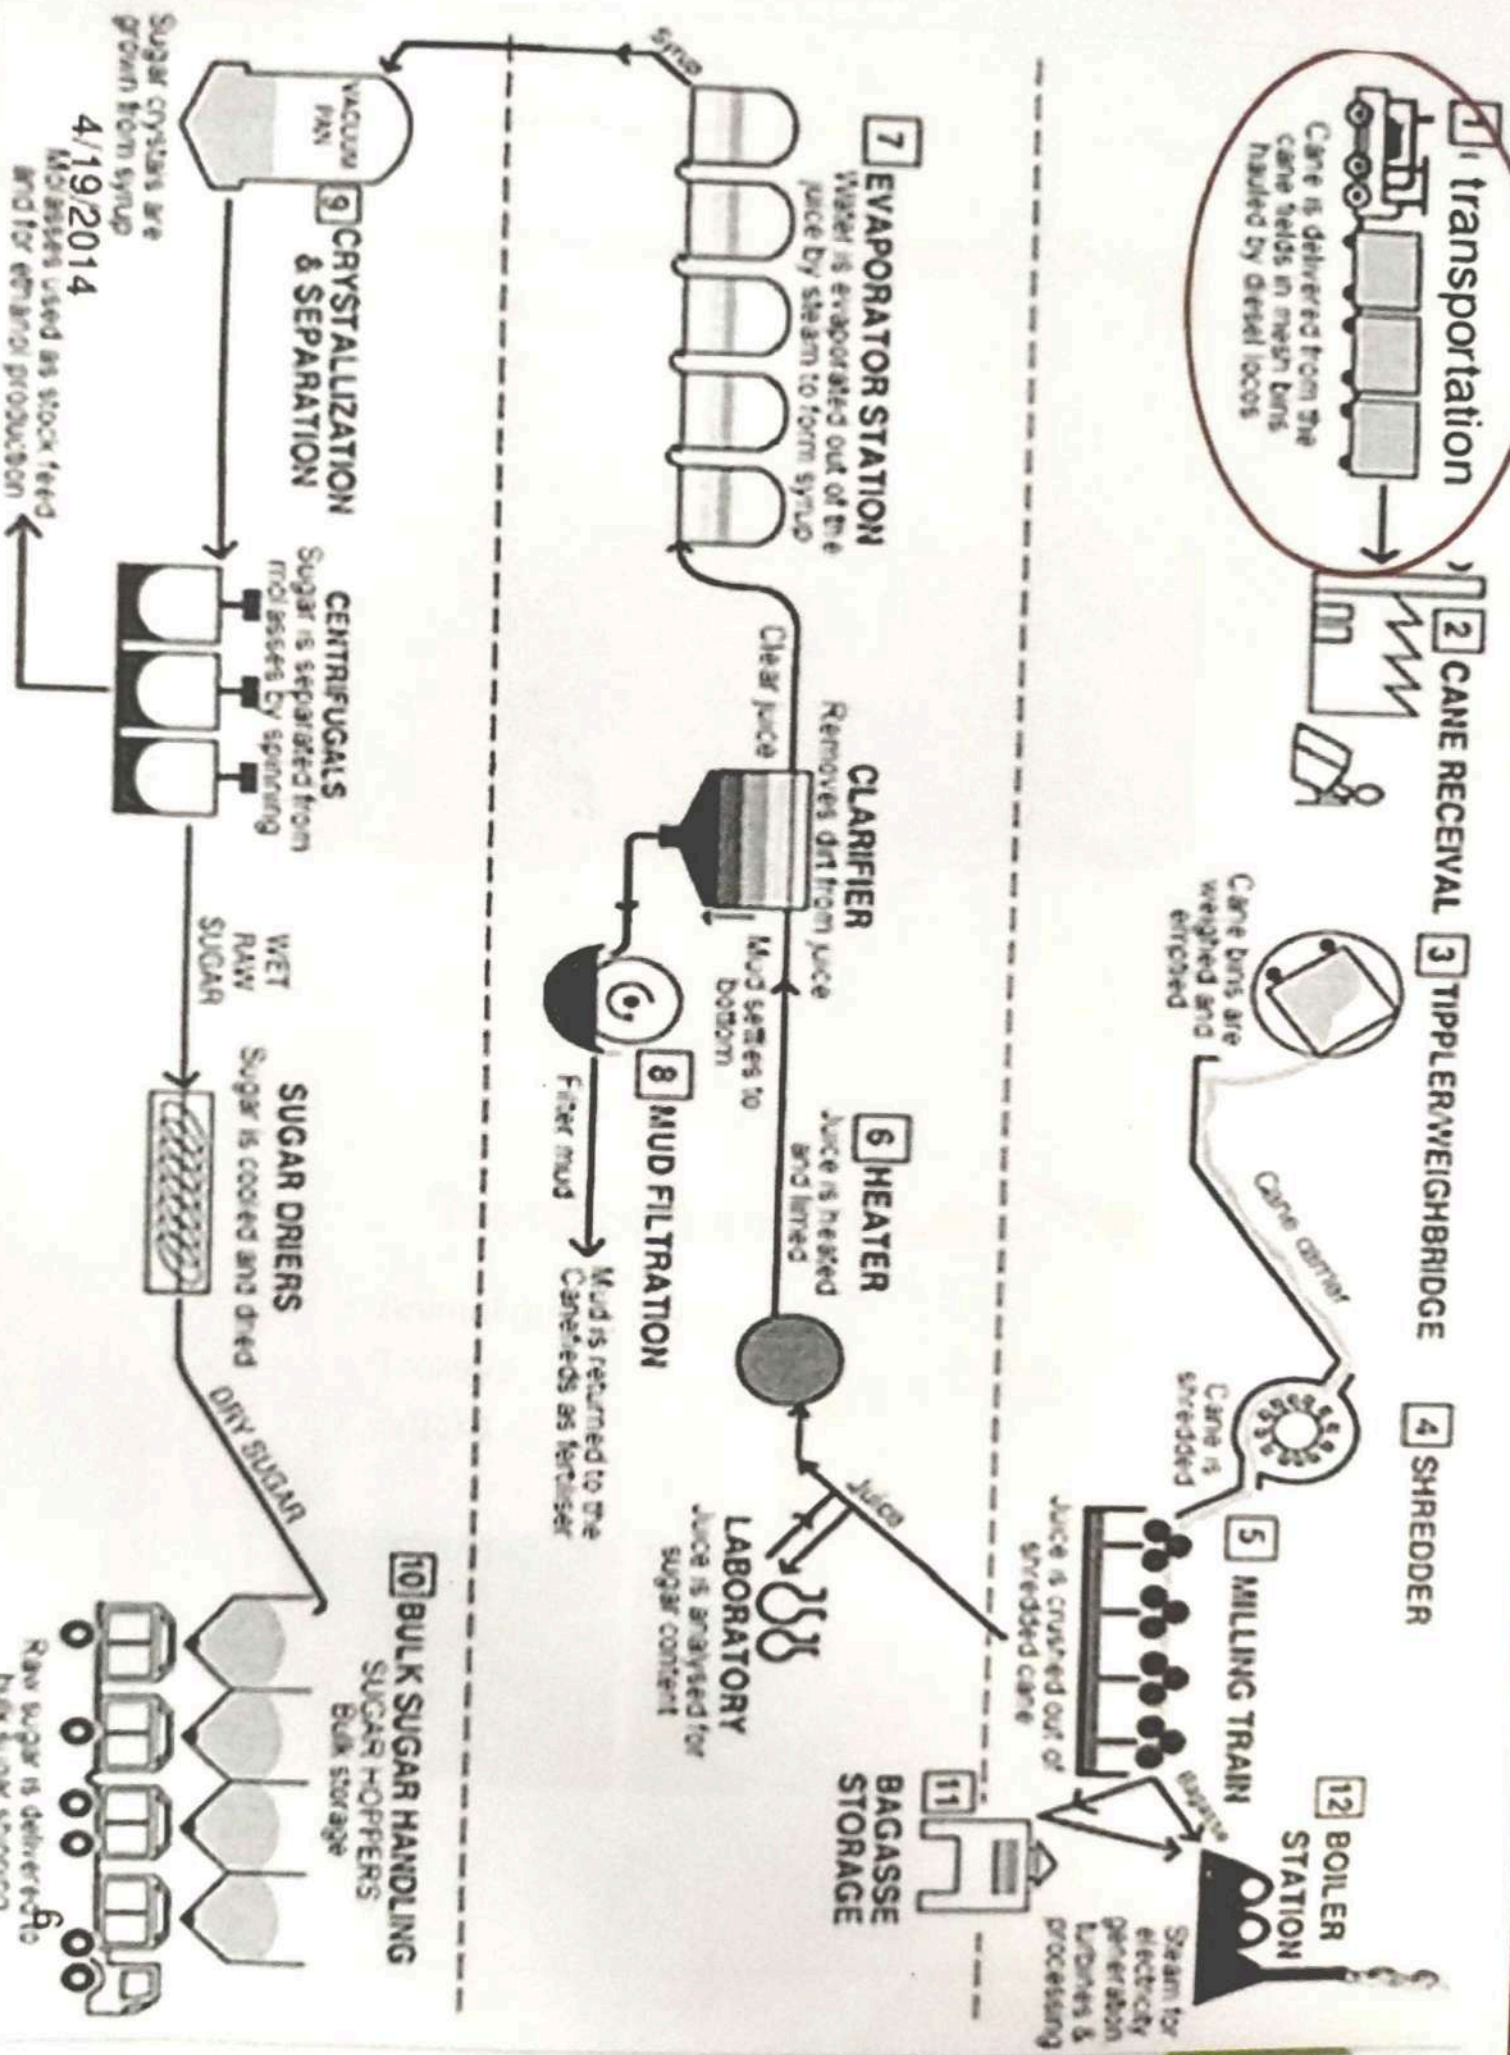 1
transportation
Cane is delivered from the
cane fields in mesh bins
hauled by diesel locos
2 CANE RECEIVAL
3 TIPPLER/WEIGHBRIDGE
Cane bins are
weighed and
emptied
Cane carrier
4 SHREDDER
Cane is
shredded
5 MILLING TRAIN
Juice is crushed out of
shredded cane
Bagasse
12 BOILER
STATION
Steam for
electricity
generation
turbines &
processing
11
BAGASSE
STORAGE
7 EVAPORATOR STATION
Water is evaporated out of the
juice by steam to form syrup
Syrup
Clear juice
CLARIFIER
Removes dirt from juice
Mud settles to
bottom
6 HEATER
Juice is heated
and limed
Juice
LABORATORY
Juice is analysed for
sugar content
8 MUD FILTRATION
Filter mud
Mud is returned to the
Canefields as fertiliser
VACUUM
PAN
9 CRYSTALLIZATION
& SEPARATION
Sugar crystals are
grown from syrup
4/19/2014
Molasses used as stock feed
and for ethanol production
CENTRIFUGALS
Sugar is separated from
molasses by spinning
WET
RAW
SUGAR
SUGAR DRIERS
Sugar is cooled and dried
DRY SUGAR
10 BULK SUGAR HANDLING
SUGAR HOPPERS
Bulk storage
Raw sugar is delivered to
bulk sugar
6